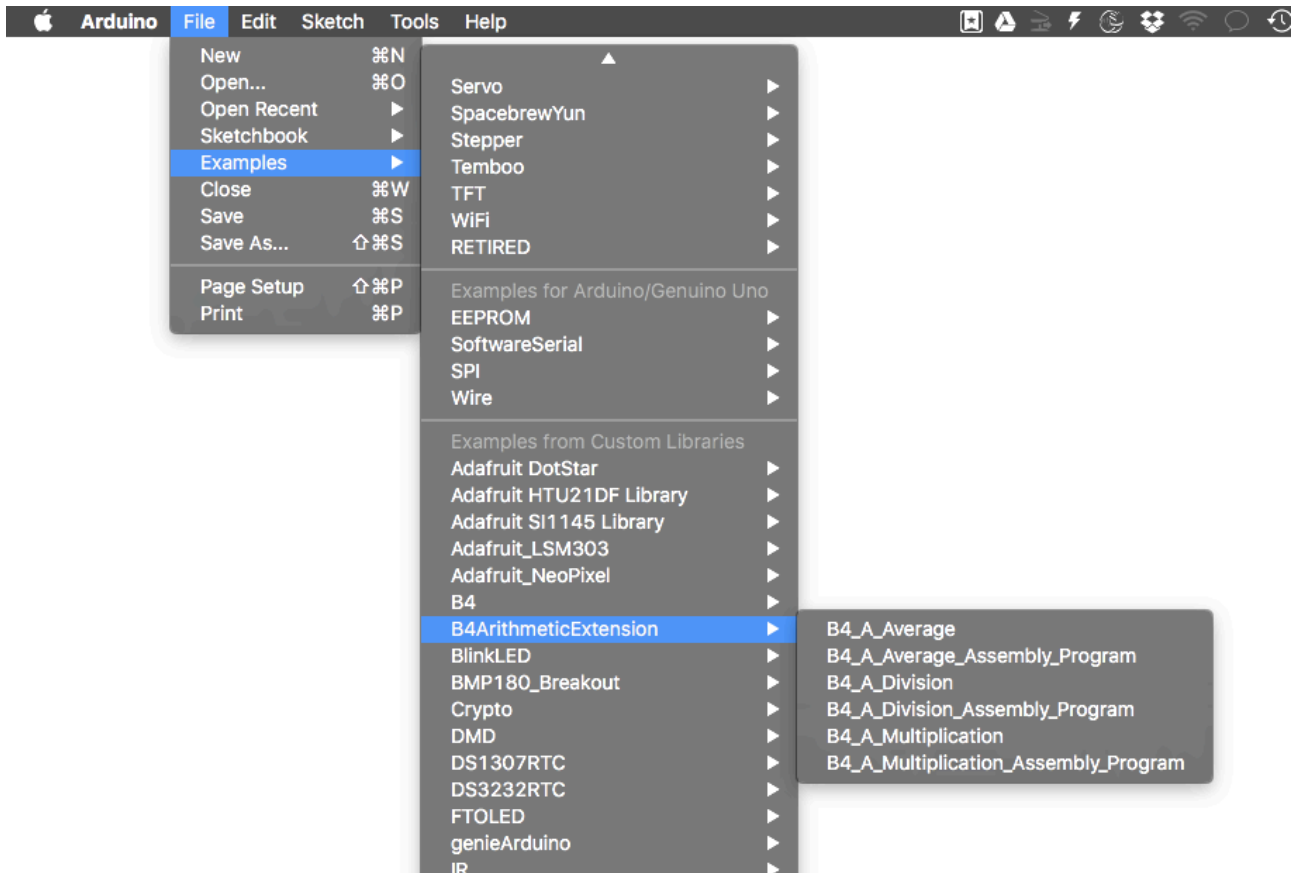 Arduino File Edit Sketch Tools Help
New ⌘N
Open... ⌘O
Open Recent
Sketchbook
Examples
Close ⌘W
Save ⌘S
Save As... ⇧⌘S
Page Setup ⇧⌘P
Print ⌘P
Servo
SpacebrewYun
Stepper
Temboo
TFT
WiFi
RETIRED
Examples for Arduino/Genuino Uno
EEPROM
SoftwareSerial
SPI
Wire
Examples from Custom Libraries
Adafruit DotStar
Adafruit HTU21DF Library
Adafruit SI1145 Library
Adafruit_LSM303
Adafruit_NeoPixel
B4
B4ArithmeticExtension
BlinkLED
BMP180_Breakout
Crypto
DMD
DS1307RTC
DS3232RTC
FTOLED
genieArduino
IR
B4_A_Average
B4_A_Average_Assembly_Program
B4_A_Division
B4_A_Division_Assembly_Program
B4_A_Multiplication
B4_A_Multiplication_Assembly_Program